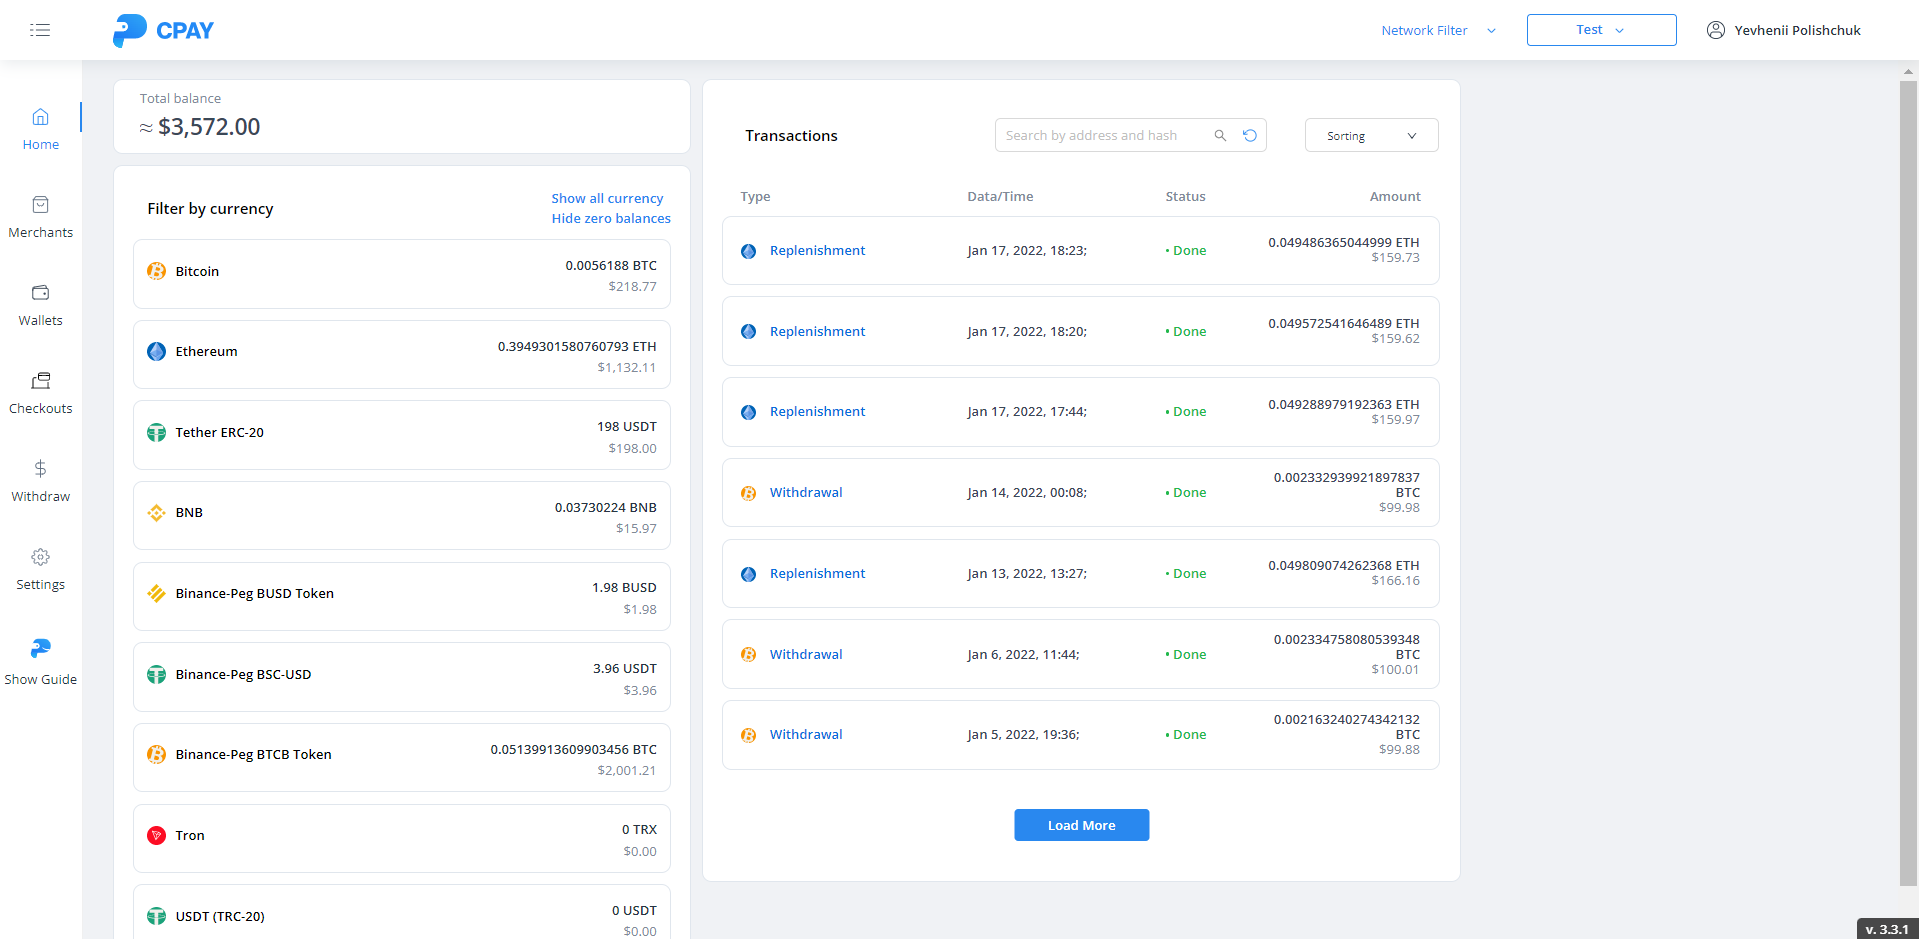 CPAY
Network Filter
Test
Yevhenii Polishchuk
Home
Merchants
Wallets
Checkouts
Withdraw
Settings
Show Guide
Total balance
≈ $3,572.00
Filter by currency
Show all currency
Hide zero balances
Bitcoin
0.0056188 BTC
$218.77
Ethereum
0.3949301580760793 ETH
$1,132.11
Tether ERC-20
198 USDT
$198.00
BNB
0.03730224 BNB
$15.97
Binance-Peg BUSD Token
1.98 BUSD
$1.98
Binance-Peg BSC-USD
3.96 USDT
$3.96
Binance-Peg BTCB Token
0.05139913609903456 BTC
$2,001.21
Tron
0 TRX
$0.00
USDT (TRC-20)
0 USDT
$0.00
Transactions
Search by address and hash
Sorting
Type Data/Time Status Amount
Replenishment Jan 17, 2022, 18:23; • Done 0.049486365044999 ETH
$159.73
Replenishment Jan 17, 2022, 18:20; • Done 0.049572541646489 ETH
$159.62
Replenishment Jan 17, 2022, 17:44; • Done 0.049288979192363 ETH
$159.97
Withdrawal Jan 14, 2022, 00:08; • Done 0.002332939921897837
BTC
$99.98
Replenishment Jan 13, 2022, 13:27; • Done 0.049809074262368 ETH
$166.16
Withdrawal Jan 6, 2022, 11:44; • Done 0.002334758080539348
BTC
$100.01
Withdrawal Jan 5, 2022, 19:36; • Done 0.002163240274342132
BTC
$99.88
Load More
v. 3.3.1